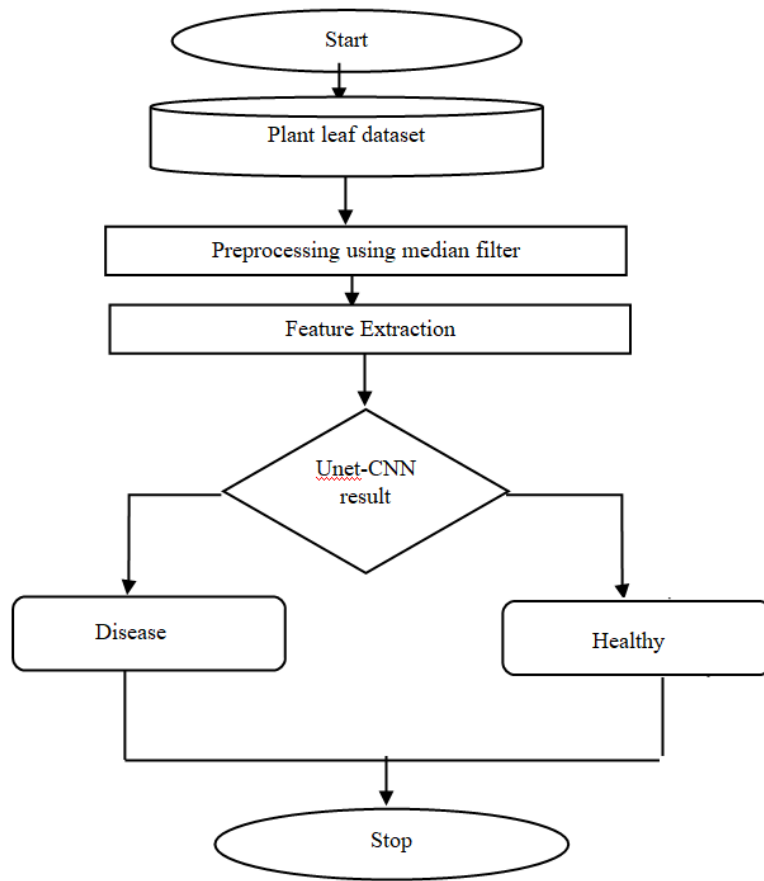 Start
Plant leaf dataset
Preprocessing using median filter
Feature Extraction
Unet-CNN
result
Disease
Healthy
Stop